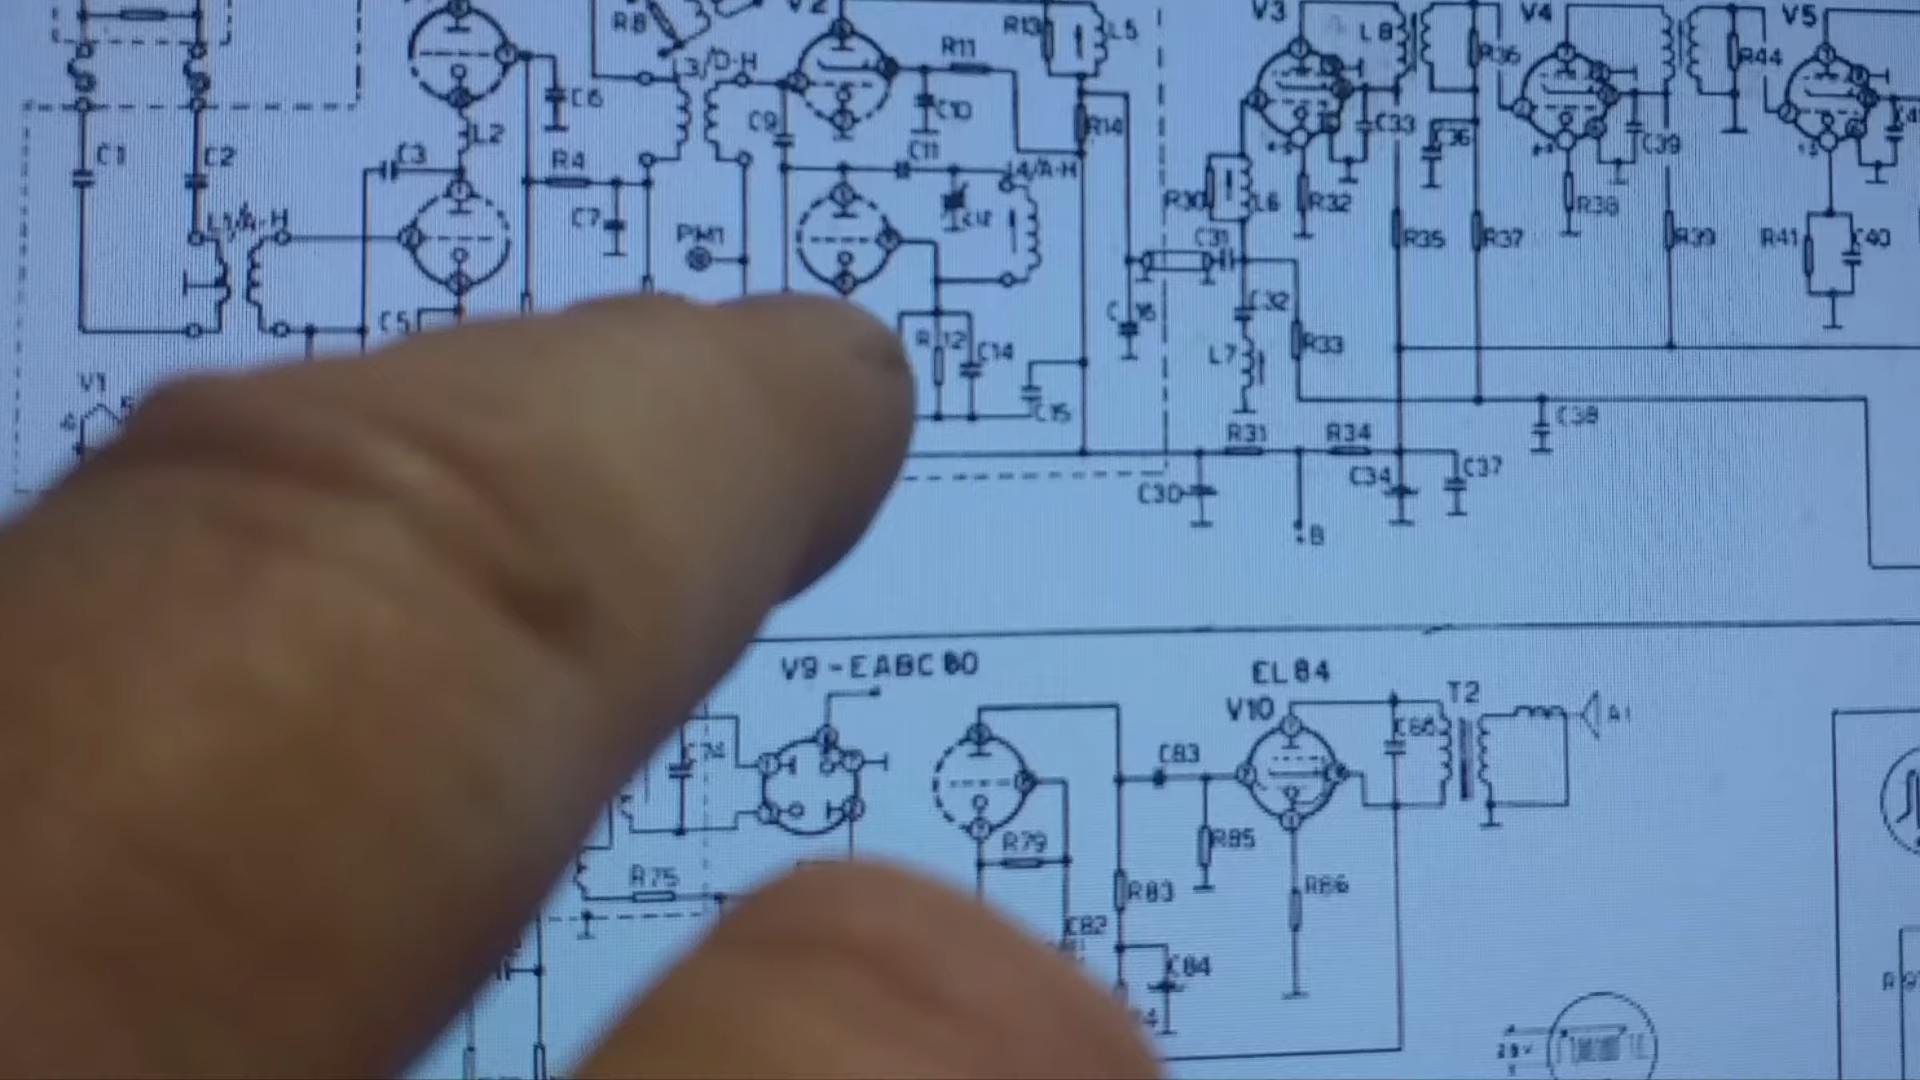 R8
V2
R13
L5
V3
L8
R36
V4
R44
V5
L3/D-H
R11
C6
C10
C9
R14
C33
C36
C39
C1
C2
C3
L2
R4
C11
L4/A-H
L1/A-H
C7
PM1
R30
L6
R32
C31
R35
R37
R38
R39
R41
C40
C5
R12
C14
C32
L7
R33
V1
C15
C38
R31
R34
C30
C34
C37
B
V9 - EABC 80
EL 84
V10
T2
A1
C74
C83
R79
R85
R75
R83
R86
C82
C84